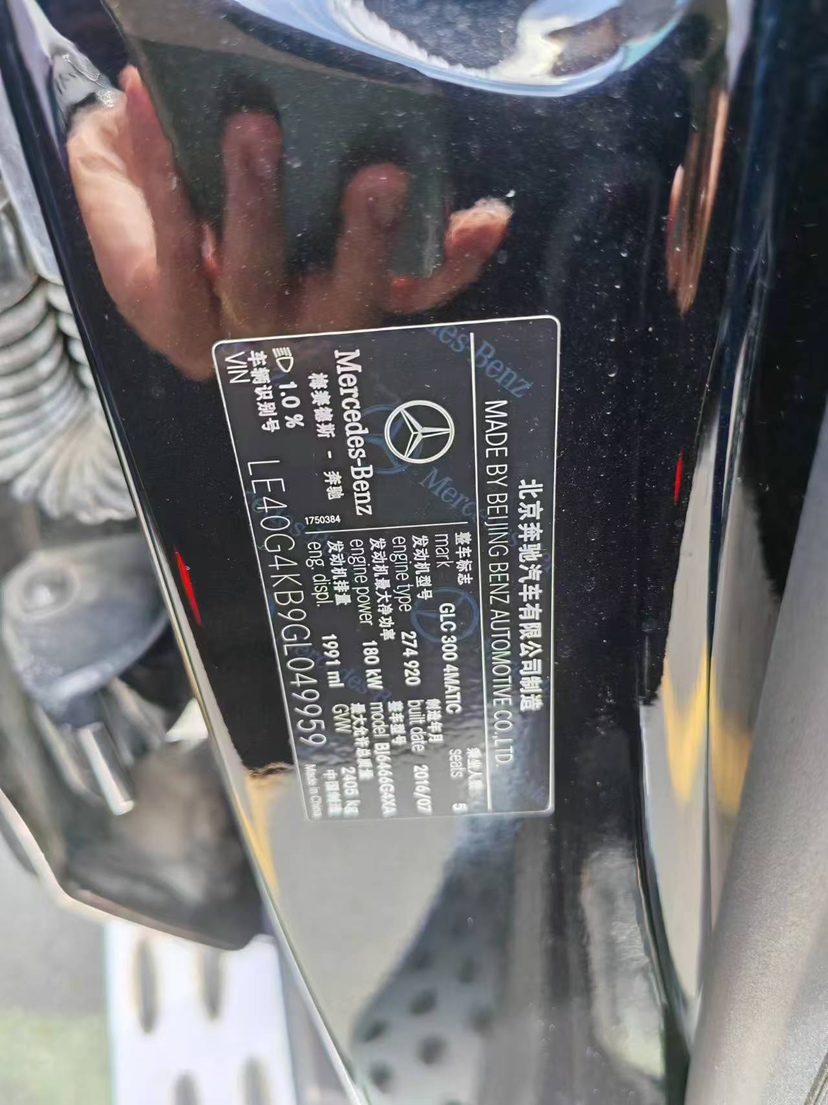 北京奔驰汽车有限公司制造
MADE BY BEIJING BENZ AUTOMOTIVE CO.,LTD.
Mercedes-Benz
梅赛德斯 - 奔驰
1750384
整车标志 乘坐人数
mark GLC 300 4MATIC seats 5
发动机型号 制造年月
engine type 274 920 built date 2016/07
发动机最大净功率 整车型号
engine power 180 kW model BJ6466G4XA
发动机排量 最大允许总质量
eng. displ. 1991 ml GVW 2405 kg
1.0 %
车辆识别号 中国制造
VIN LE40G4KB9GL049959 Made in China